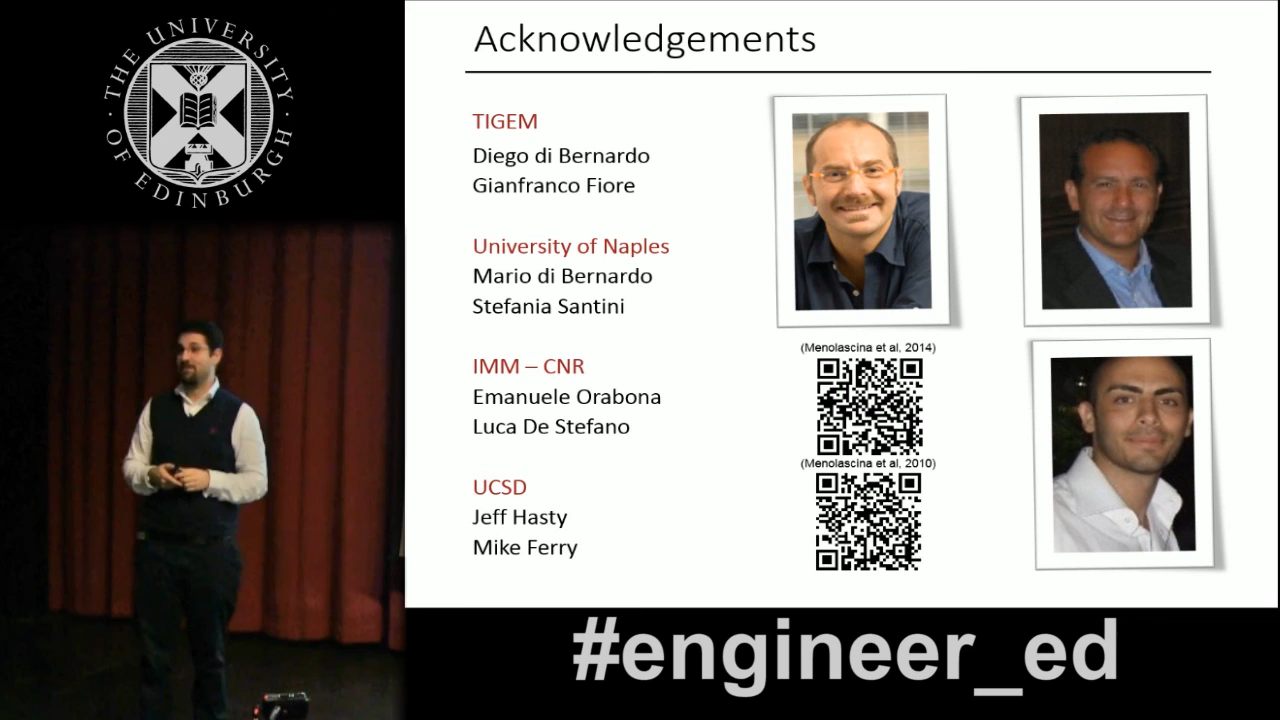 THE UNIVERSITY OF EDINBURGH
Acknowledgements
TIGEM
Diego di Bernardo
Gianfranco Fiore
University of Naples
Mario di Bernardo
Stefania Santini
IMM – CNR
Emanuele Orabona
Luca De Stefano
UCSD
Jeff Hasty
Mike Ferry
(Menolascina et al, 2014)
(Menolascina et al, 2010)
#engineer_ed